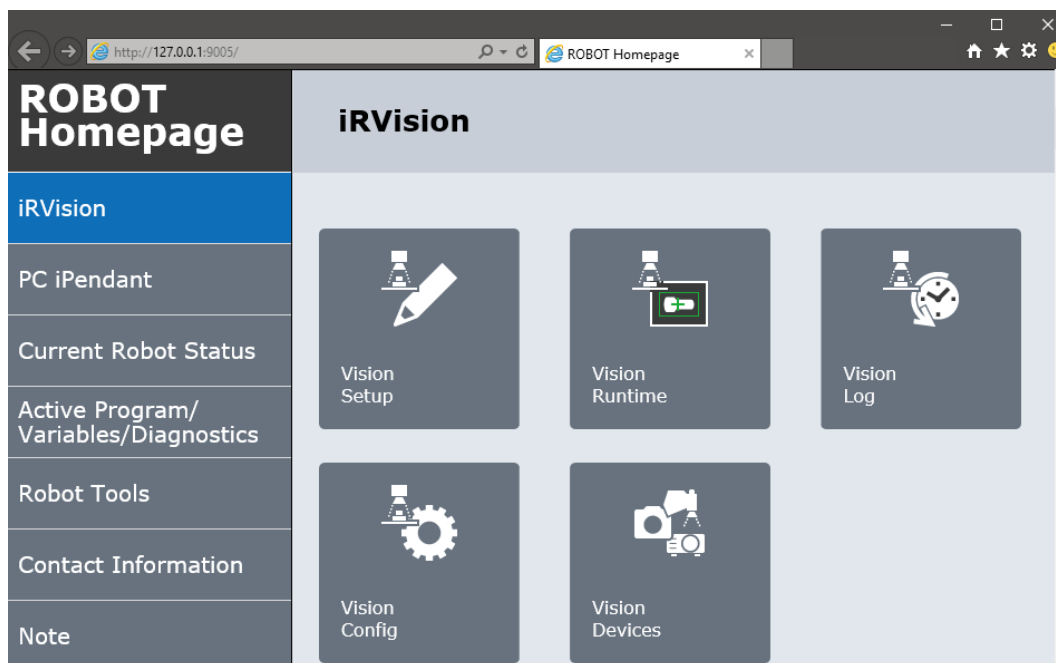 http://127.0.0.1:9005/
ROBOT Homepage
ROBOT
Homepage
iRVision
iRVision
PC iPendant
Current Robot Status
Active Program/
Variables/Diagnostics
Robot Tools
Contact Information
Note
Vision
Setup
Vision
Runtime
Vision
Log
Vision
Config
Vision
Devices